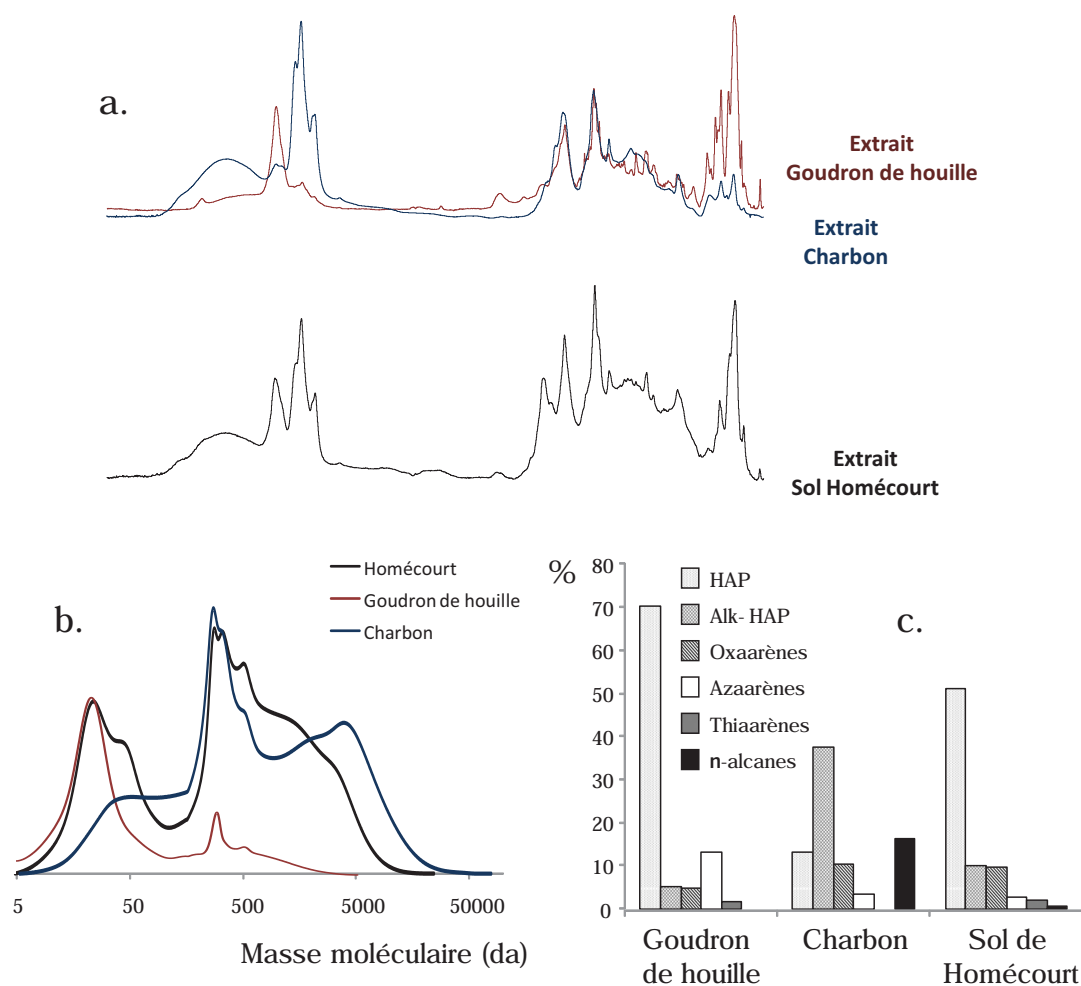 a.
Extrait
Goudron de houille
Extrait
Charbon
Extrait
Sol Homécourt
b.
Homécourt
Goudron de houille
Charbon
5
50
500
5000
50000
Masse moléculaire (da)
%
c.
80
70
60
50
40
30
20
10
0
HAP
Alk- HAP
Oxaarènes
Azaarènes
Thiaarènes
n-alcanes
Goudron
de houille
Charbon
Sol de
Homécourt